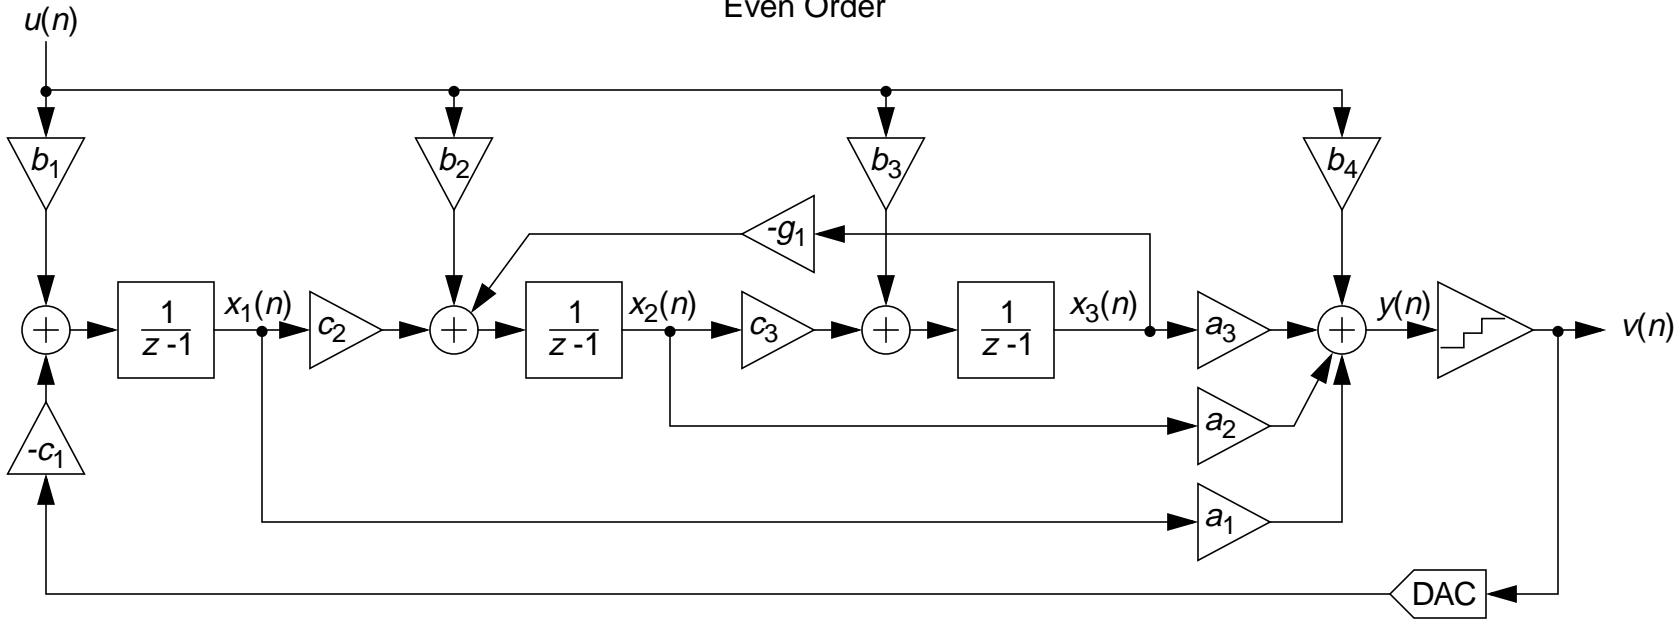 Even Order
u(n)
b1
b2
b3
b4
-g1
1
z -1
x1(n)
c2
1
z -1
x2(n)
c3
1
z -1
x3(n)
a3
y(n)
v(n)
-c1
a2
a1
DAC